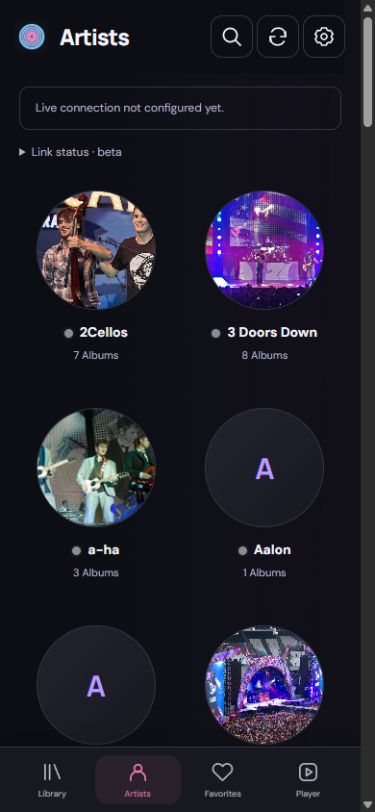 Artists
Live connection not configured yet.
Link status · beta
2Cellos
7 Albums
3 Doors Down
8 Albums
a-ha
3 Albums
A
Aalon
1 Albums
A
Library
Artists
Favorites
Player